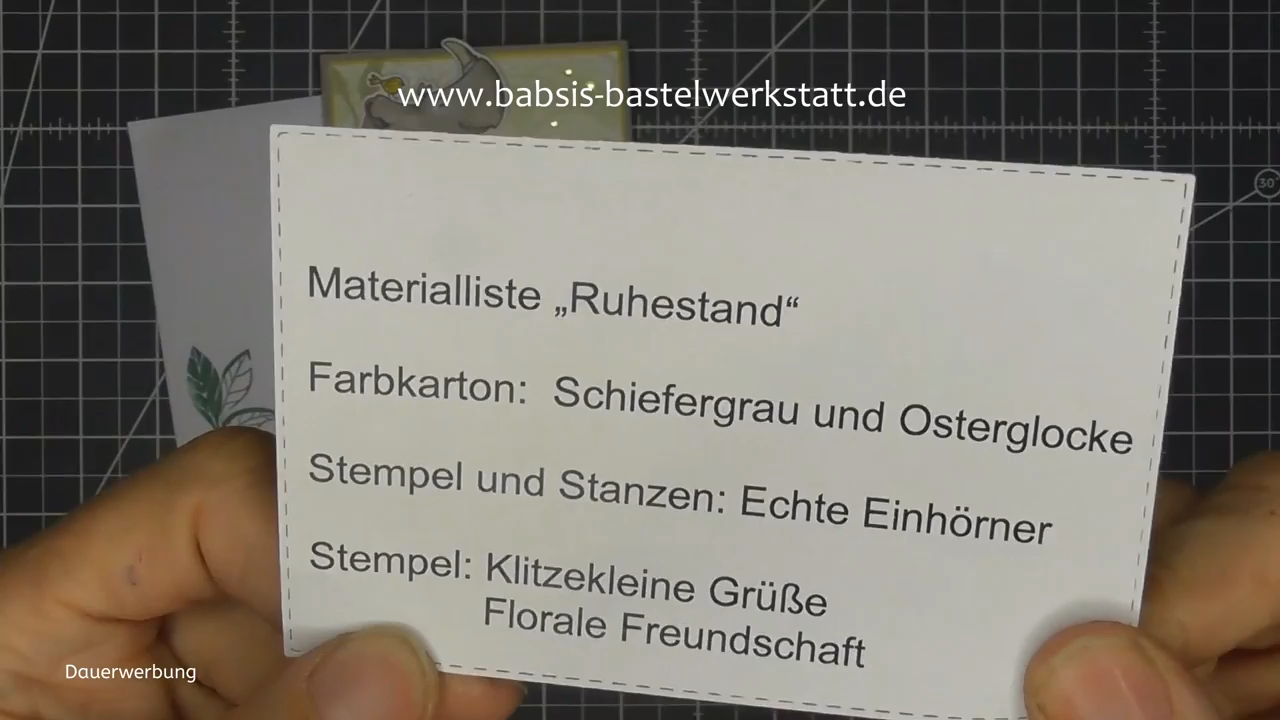 www.babsis-bastelwerkstatt.de
30°
Materialliste „Ruhestand“
Farbkarton: Schiefergrau und Osterglocke
Stempel und Stanzen: Echte Einhörner
Stempel: Klitzekleine Grüße
Florale Freundschaft
Dauerwerbung